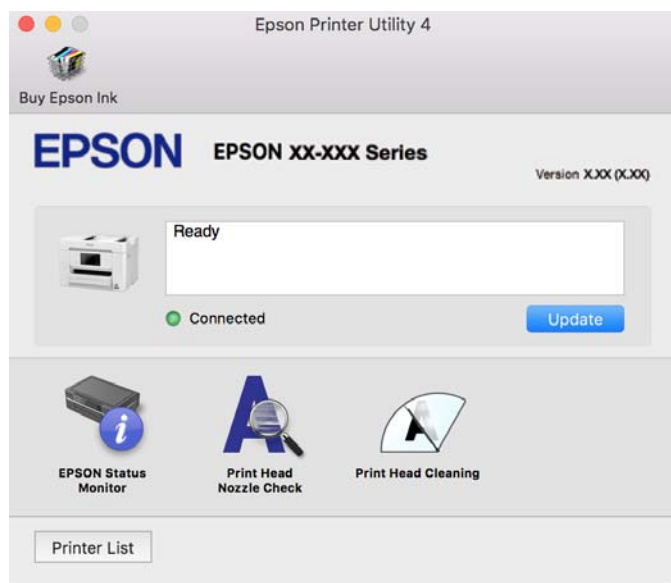 Epson Printer Utility 4
Buy Epson Ink
EPSON
EPSON XX-XXX Series
Version X.XX (X.XX)
Ready
Connected
Update
EPSON Status
Monitor
Print Head
Nozzle Check
Print Head Cleaning
Printer List